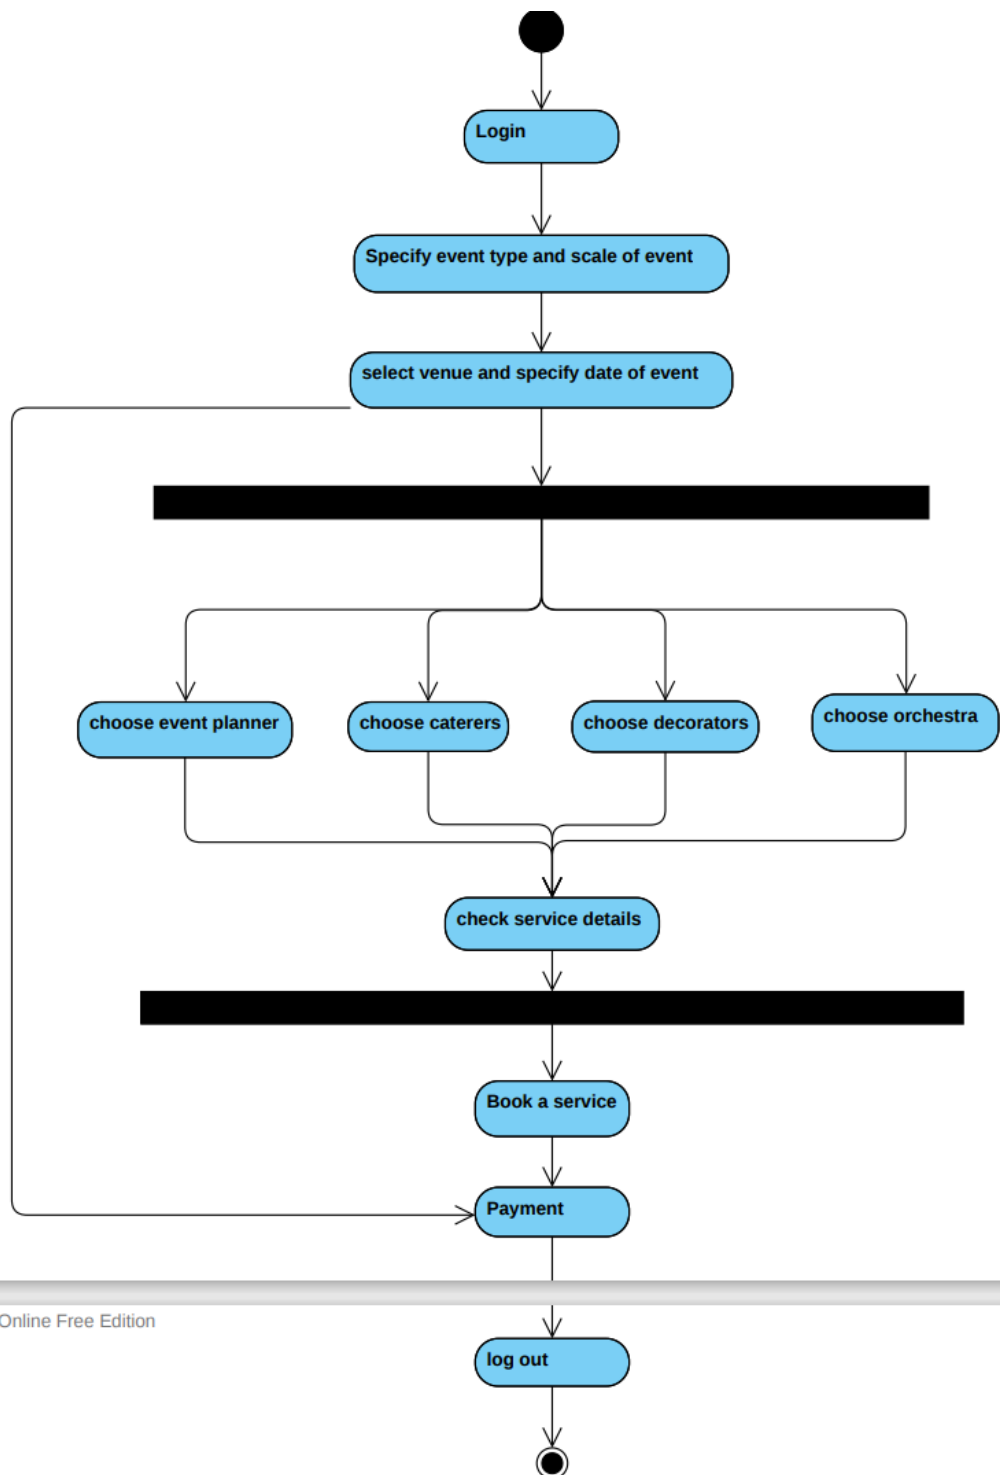 Login
Specify event type and scale of event
select venue and specify date of event
choose event planner
choose caterers
choose decorators
choose orchestra
check service details
Book a service
Payment
Online Free Edition
log out